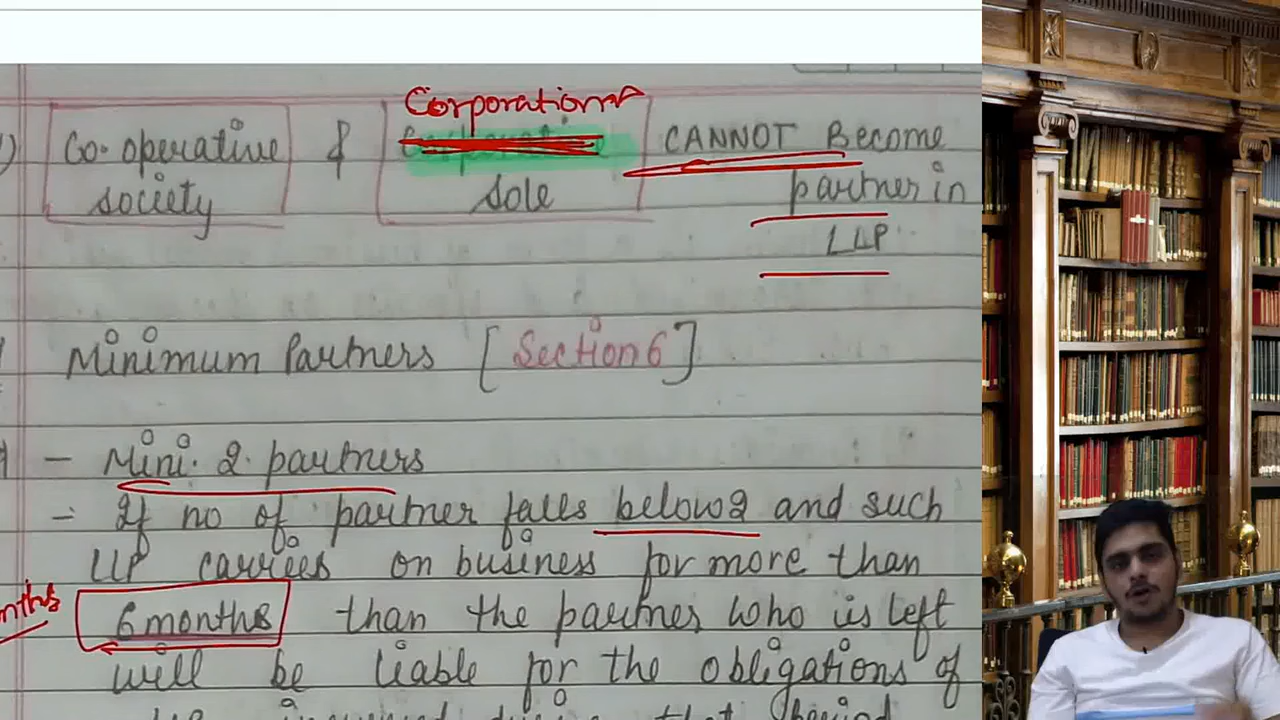 Corporation
Co-operative & CANNOT Become
society sole partner in
LLP
Minimum Partners [Section 6]
- Mini. 2 partners
- If no of partner falls below 2 and such
LLP carries on business for more than
6 months than the partner who is left
will be liable for the obligations of
that period